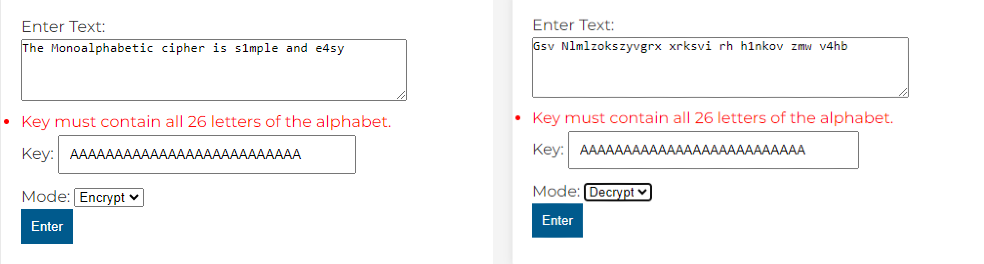 Enter Text:
The Monoalphabetic cipher is s1mple and e4sy
Key must contain all 26 letters of the alphabet.
Key: AAAAAAAAAAAAAAAAAAAAAAAAAA
Mode: Encrypt
Enter
Enter Text:
Gsv Nlmlzokszyvgrx xrksvi rh h1nkov zmw v4hb
Key must contain all 26 letters of the alphabet.
Key: AAAAAAAAAAAAAAAAAAAAAAAAAA
Mode: Decrypt
Enter